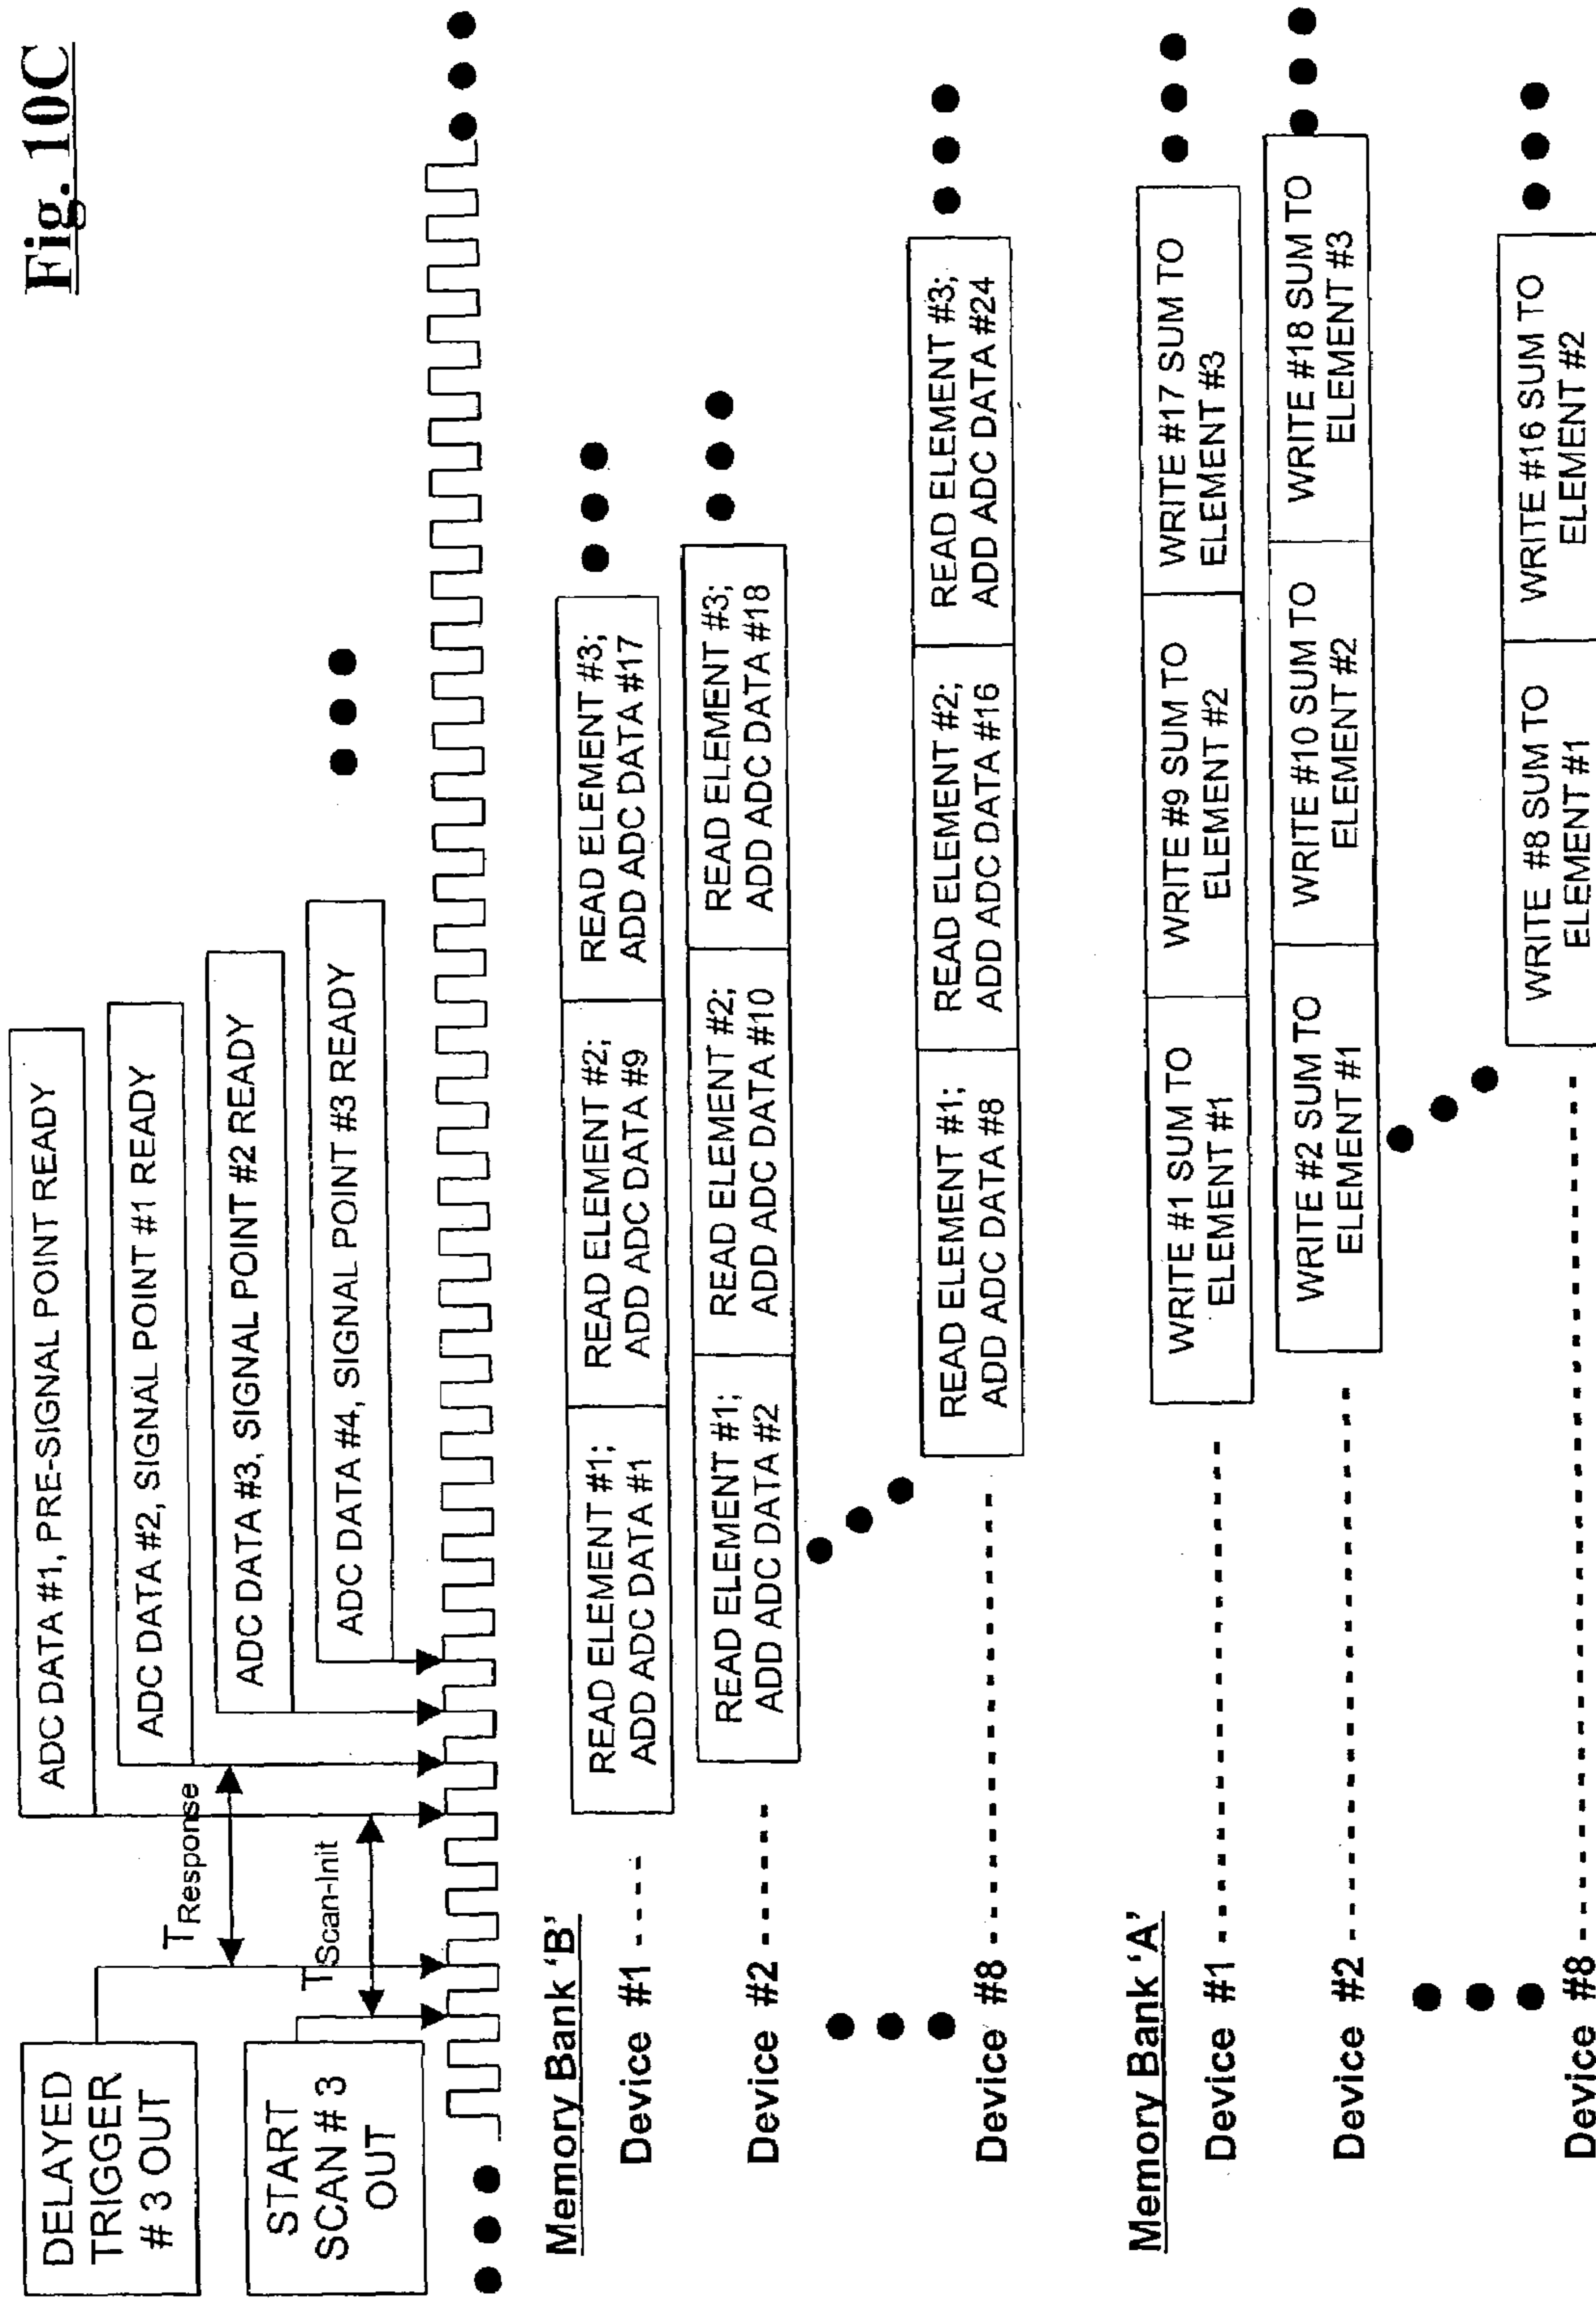 Fig. 10C
DELAYED
TRIGGER
# 3 OUT
START
SCAN # 3
OUT
TResponse
TScan-Init
ADC DATA #1, PRE-SIGNAL POINT READY
ADC DATA #2, SIGNAL POINT #1 READY
ADC DATA #3, SIGNAL POINT #2 READY
ADC DATA #4, SIGNAL POINT #3 READY
Memory Bank ‘B’
Device #1
READ ELEMENT #1;
ADD ADC DATA #1
READ ELEMENT #2;
ADD ADC DATA #9
READ ELEMENT #3;
ADD ADC DATA #17
Device #2
READ ELEMENT #1;
ADD ADC DATA #2
READ ELEMENT #2;
ADD ADC DATA #10
READ ELEMENT #3;
ADD ADC DATA #18
Device #8
READ ELEMENT #1;
ADD ADC DATA #8
READ ELEMENT #2;
ADD ADC DATA #16
READ ELEMENT #3;
ADD ADC DATA #24
Memory Bank ‘A’
Device #1
WRITE #1 SUM TO
ELEMENT #1
WRITE #9 SUM TO
ELEMENT #2
WRITE #17 SUM TO
ELEMENT #3
Device #2
WRITE #2 SUM TO
ELEMENT #1
WRITE #10 SUM TO
ELEMENT #2
WRITE #18 SUM TO
ELEMENT #3
Device #8
WRITE #8 SUM TO
ELEMENT #1
WRITE #16 SUM TO
ELEMENT #2